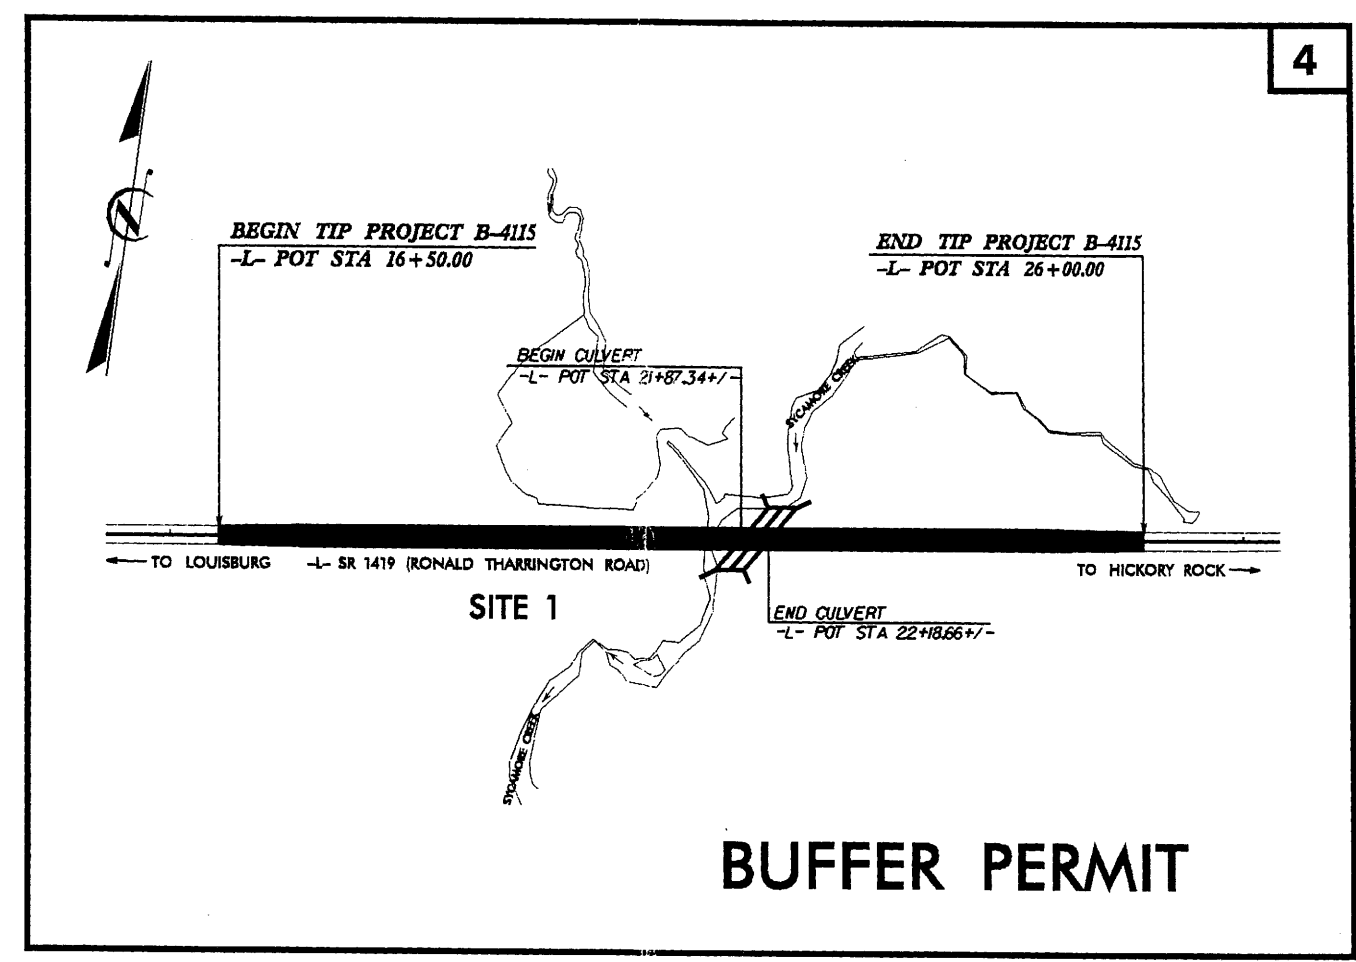 4
N
BEGIN TIP PROJECT B-4115
-L- POT STA 16+50.00
END TIP PROJECT B-4115
-L- POT STA 26+00.00
BEGIN CULVERT
-L- POT STA 21+87.34+/-
SYCAMORE CREEK
TO LOUISBURG
-L- SR 1419 (RONALD THARRINGTON ROAD)
TO HICKORY ROCK
SITE 1
END CULVERT
-L- POT STA 22+18.66+/-
SYCAMORE CREEK
BUFFER PERMIT